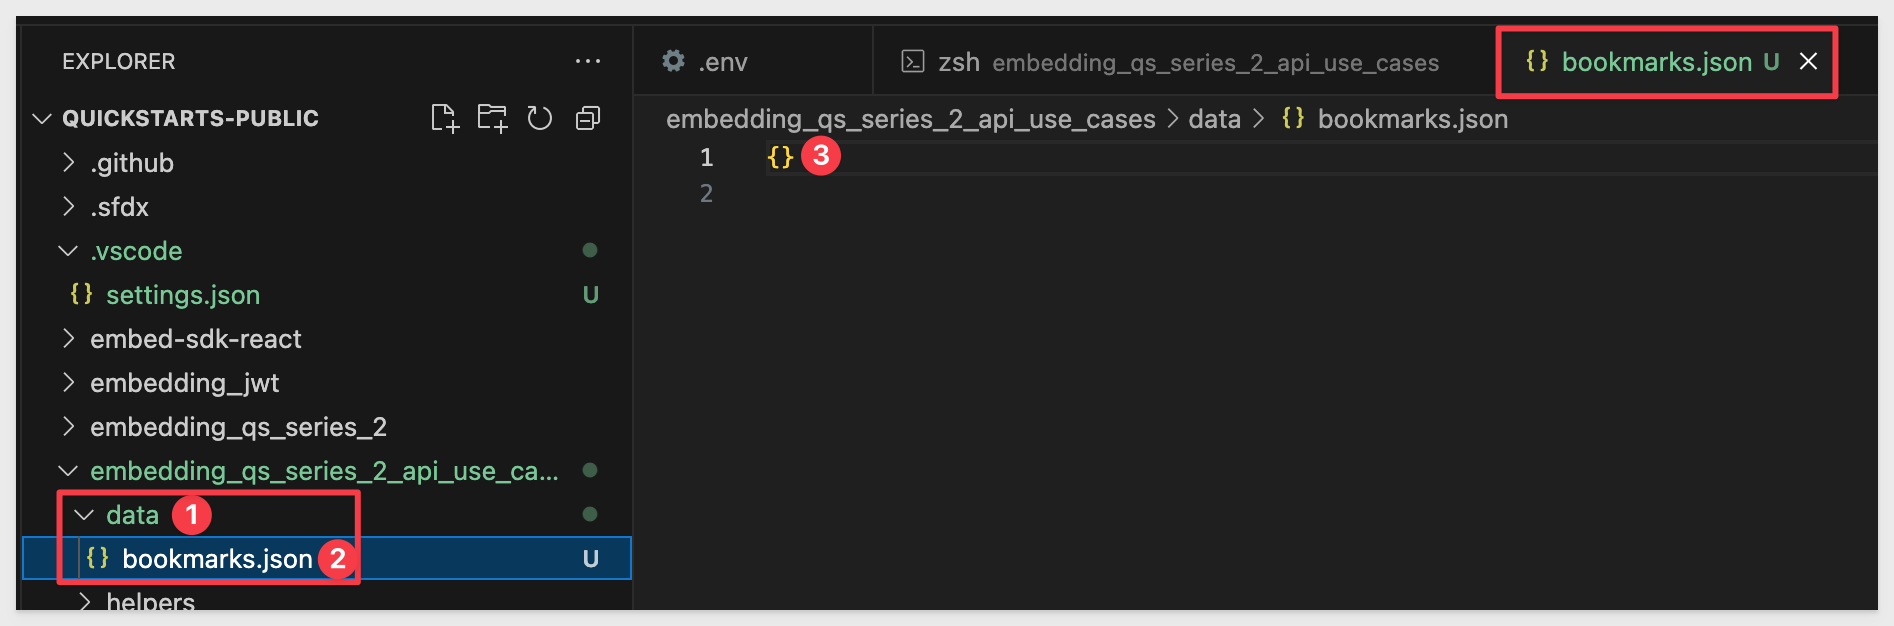 EXPLORER
QUICKSTARTS-PUBLIC
.github
.sfdx
.vscode
{} settings.json U
embed-sdk-react
embedding_jwt
embedding_qs_series_2
embedding_qs_series_2_api_use_ca...
data 1
{} bookmarks.json 2 U
helpers
.env
zsh embedding_qs_series_2_api_use_cases
{} bookmarks.json U
embedding_qs_series_2_api_use_cases > data > {} bookmarks.json
1 {} 3
2